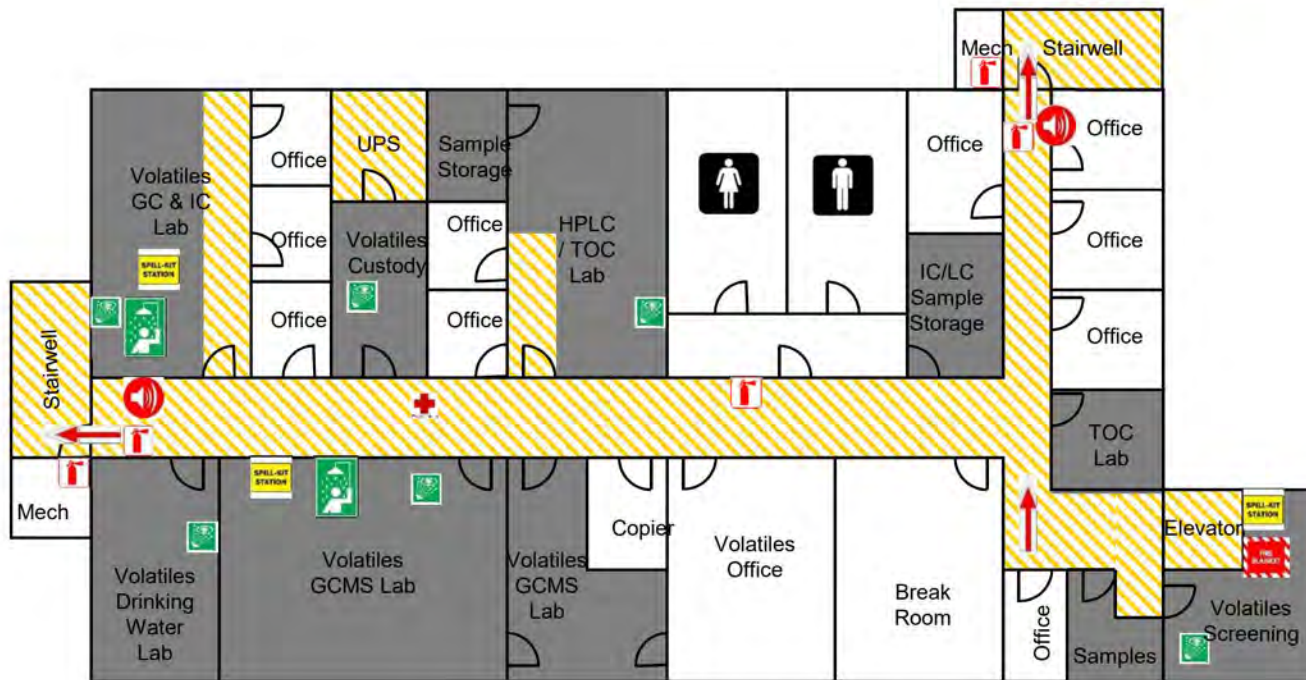 Mech
Stairwell
Office
UPS
Sample
Storage
Office
Office
Volatiles
GC & IC
Lab
SPILL-KIT
STATION
Office
Volatiles
Custody
Office
HPLC
/ TOC
Lab
Office
IC/LC
Sample
Storage
Office
Office
Office
Office
Stairwell
TOC
Lab
SPILL-KIT
STATION
Mech
Volatiles
Drinking
Water
Lab
Volatiles
GCMS Lab
Volatiles
GCMS
Lab
Copier
Volatiles
Office
Break
Room
Elevator
SPILL-KIT
STATION
FIRE
BLANKET
Office
Samples
Volatiles
Screening